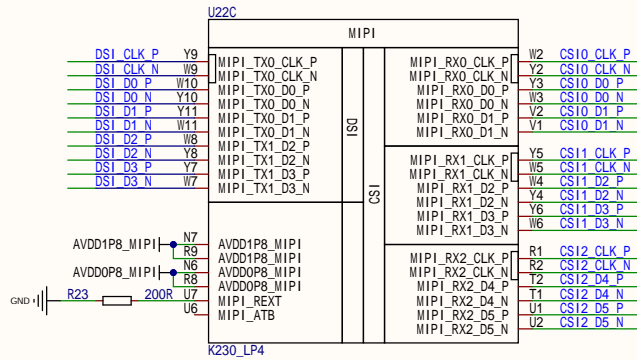 U22C
MIPI
DSI_CLK_P Y9 MIPI_TX0_CLK_P
DSI_CLK_N W9 MIPI_TX0_CLK_N
DSI_D0_P W10 MIPI_TX0_D0_P
DSI_D0_N Y10 MIPI_TX0_D0_N
DSI_D1_P Y11 MIPI_TX0_D1_P
DSI_D1_N W11 MIPI_TX0_D1_N
DSI_D2_P W8 MIPI_TX1_D2_P
DSI_D2_N Y8 MIPI_TX1_D2_N
DSI_D3_P Y7 MIPI_TX1_D3_P
DSI_D3_N W7 MIPI_TX1_D3_N
DSI
AVDD1P8_MIPI N7 AVDD1P8_MIPI
R9 AVDD1P8_MIPI
AVDD0P8_MIPI N6 AVDD0P8_MIPI
R8 AVDD0P8_MIPI
GND R23 200R U7 MIPI_REXT
U6 MIPI_ATB
CSI
MIPI_RX0_CLK_P W2 CSI0_CLK_P
MIPI_RX0_CLK_N Y2 CSI0_CLK_N
MIPI_RX0_D0_P Y3 CSI0_D0_P
MIPI_RX0_D0_N W3 CSI0_D0_N
MIPI_RX0_D1_P V2 CSI0_D1_P
MIPI_RX0_D1_N V1 CSI0_D1_N
MIPI_RX1_CLK_P Y5 CSI1_CLK_P
MIPI_RX1_CLK_N W5 CSI1_CLK_N
MIPI_RX1_D2_P W4 CSI1_D2_P
MIPI_RX1_D2_N Y4 CSI1_D2_N
MIPI_RX1_D3_P Y6 CSI1_D3_P
MIPI_RX1_D3_N W6 CSI1_D3_N
MIPI_RX2_CLK_P R1 CSI2_CLK_P
MIPI_RX2_CLK_N R2 CSI2_CLK_N
MIPI_RX2_D4_P T2 CSI2_D4_P
MIPI_RX2_D4_N T1 CSI2_D4_N
MIPI_RX2_D5_P U1 CSI2_D5_P
MIPI_RX2_D5_N U2 CSI2_D5_N
K230_LP4